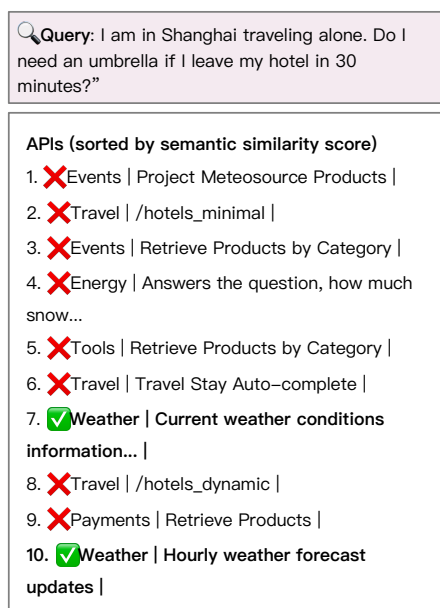 🔍Query: I am in Shanghai traveling alone. Do I
need an umbrella if I leave my hotel in 30
minutes?”
APIs (sorted by semantic similarity score)
1. ❌Events | Project Meteosource Products |
2. ❌Travel | /hotels_minimal |
3. ❌Events | Retrieve Products by Category |
4. ❌Energy | Answers the question, how much
snow...
5. ❌Tools | Retrieve Products by Category |
6. ❌Travel | Travel Stay Auto-complete |
7. ✅Weather | Current weather conditions
information... |
8. ❌Travel | /hotels_dynamic |
9. ❌Payments | Retrieve Products |
10. ✅Weather | Hourly weather forecast
updates |